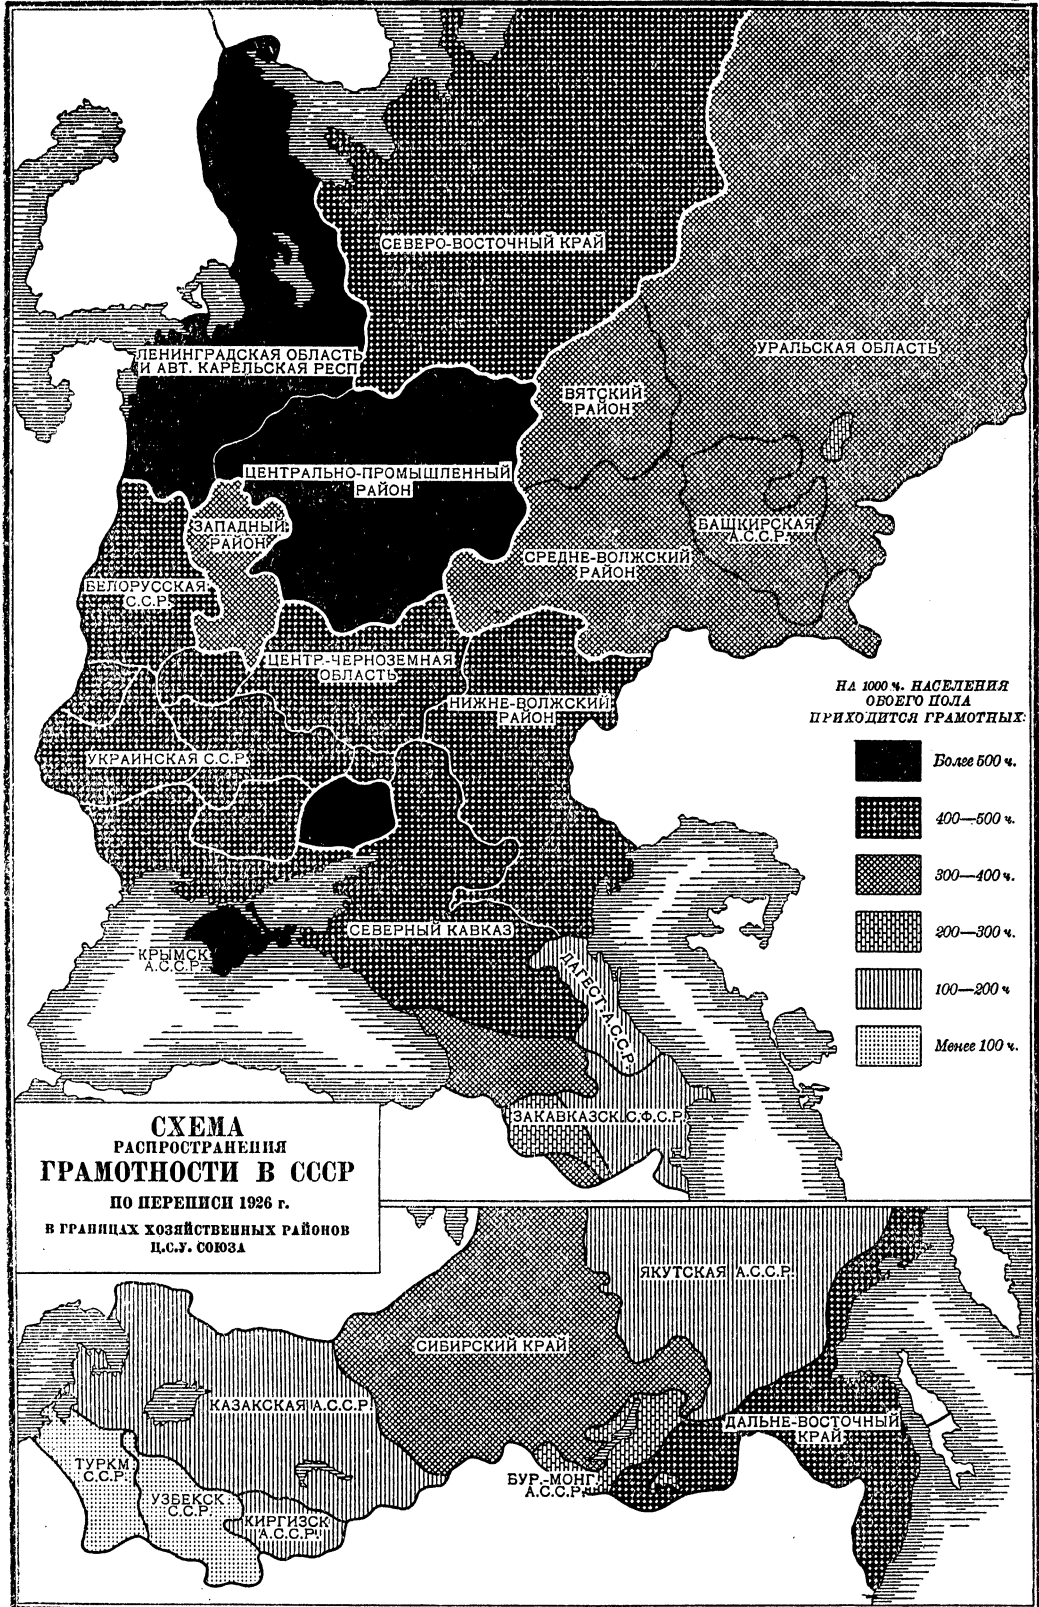 СЕВЕРО-ВОСТОЧНЫЙ КРАЙ
УРАЛЬСКАЯ ОБЛАСТЬ
ЛЕНИНГРАДСКАЯ ОБЛАСТЬ
И АВТ. КАРЕЛЬСКАЯ РЕСП
ВЯТСКИЙ
РАЙОН
ЦЕНТРАЛЬНО-ПРОМЫШЛЕННЫЙ
РАЙОН
ЗАПАДНЫЙ
РАЙОН
БАШКИРСКАЯ
А.С.С.Р.
СРЕДНЕ-ВОЛЖСКИЙ
РАЙОН
БЕЛОРУССКАЯ
С.С.Р.
ЦЕНТР.-ЧЕРНОЗЕМНАЯ
ОБЛАСТЬ
НИЖНЕ-ВОЛЖСКИЙ
РАЙОН
УКРАИНСКАЯ С.С.Р.
СЕВЕРНЫЙ КАВКАЗ
КРЫМСК.
А.С.С.Р.
ДАГЕСТ. А.С.С.Р.
ЗАКАВКАЗСК. С.Ф.С.Р.
НА 1000 ч. НАСЕЛЕНИЯ
ОБОЕГО ПОЛА
ПРИХОДИТСЯ ГРАМОТНЫХ:
Более 500 ч.
400—500 ч.
300—400 ч.
200—300 ч.
100—200 ч
Менее 100 ч.
СХЕМА
РАСПРОСТРАНЕНИЯ
ГРАМОТНОСТИ В СССР
ПО ПЕРЕПИСИ 1926 г.
В ГРАНИЦАХ ХОЗЯЙСТВЕННЫХ РАЙОНОВ
Ц.С.У. СОЮЗА
ЯКУТСКАЯ А.С.С.Р.
СИБИРСКИЙ КРАЙ
КАЗАКСКАЯ А.С.С.Р.
ДАЛЬНЕ-ВОСТОЧНЫЙ
КРАЙ
ТУРКМ.
С.С.Р.
УЗБЕКСК.
С.С.Р.
КИРГИЗСК.
А.С.С.Р.
БУР.-МОНГ.
А.С.С.Р.